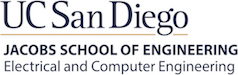 UC San Diego
JACOBS SCHOOL OF ENGINEERING
Electrical and Computer Engineering